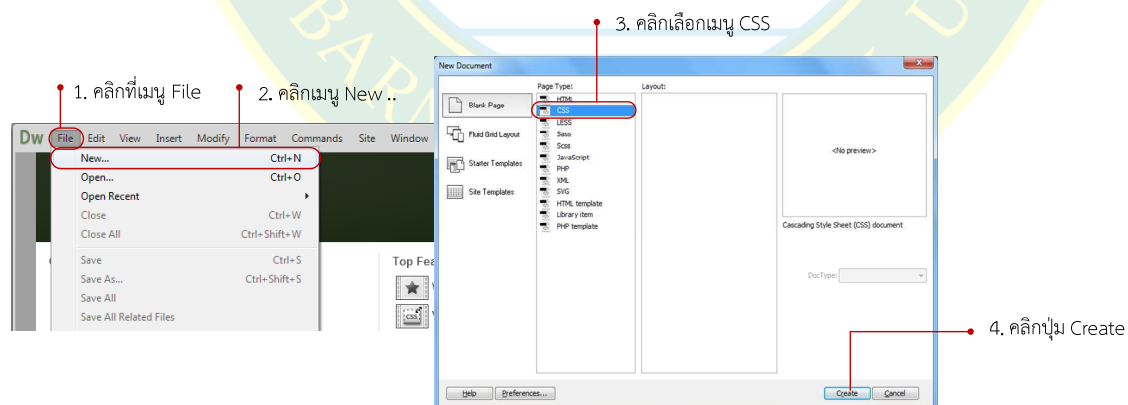 BARN
U
3. คลิกเลือกเมนู CSS
1. คลิกที่เมนู File
2. คลิกเมนู New ..
Dw File Edit View Insert Modify Format Commands Site Window
New... Ctrl+N
Open... Ctrl+O
Open Recent
Close Ctrl+W
Close All Ctrl+Shift+W
Save Ctrl+S
Save As... Ctrl+Shift+S
Save All
Save All Related Files
Top Fea
CSS
New Document
Page Type:
Layout:
Blank Page
Fluid Grid Layout
Starter Templates
Site Templates
HTML
CSS
LESS
Sass
Scss
JavaScript
PHP
XML
SVG
HTML template
Library item
PHP template
<No preview>
Cascading Style Sheet (CSS) document
DocType:
Help
Preferences...
Create
Cancel
4. คลิกปุ่ม Create